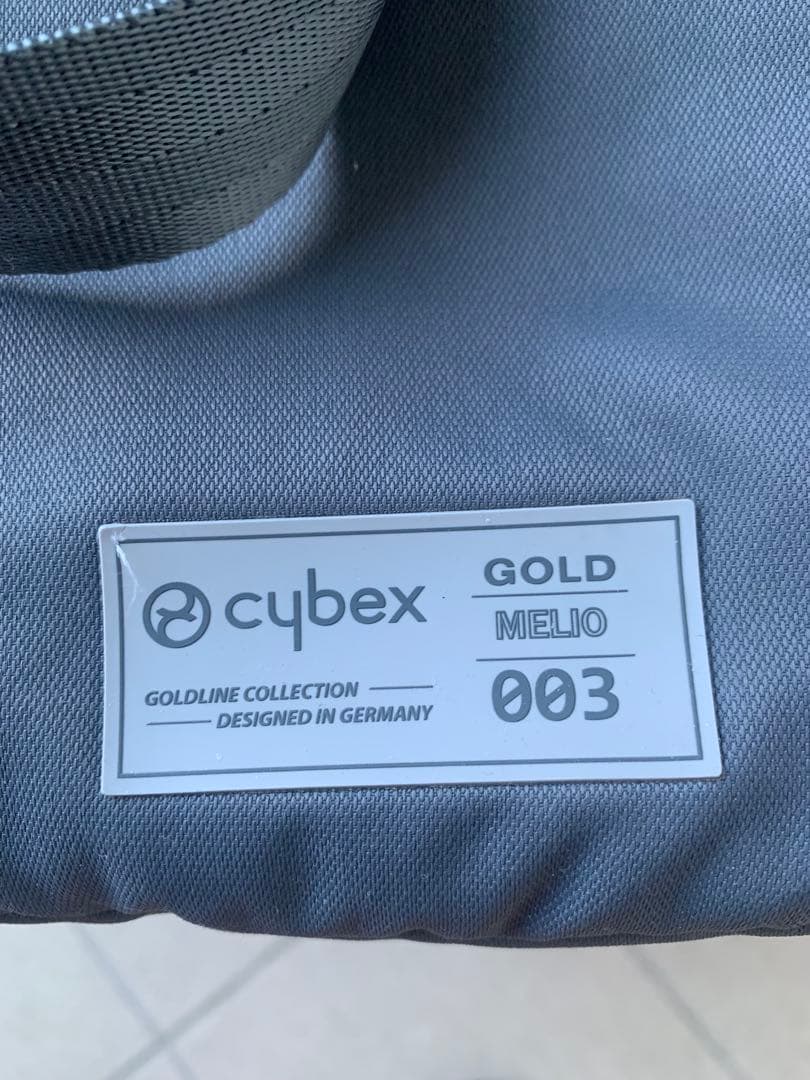 cybex
GOLDLINE COLLECTION
DESIGNED IN GERMANY
GOLD
MELIO
003